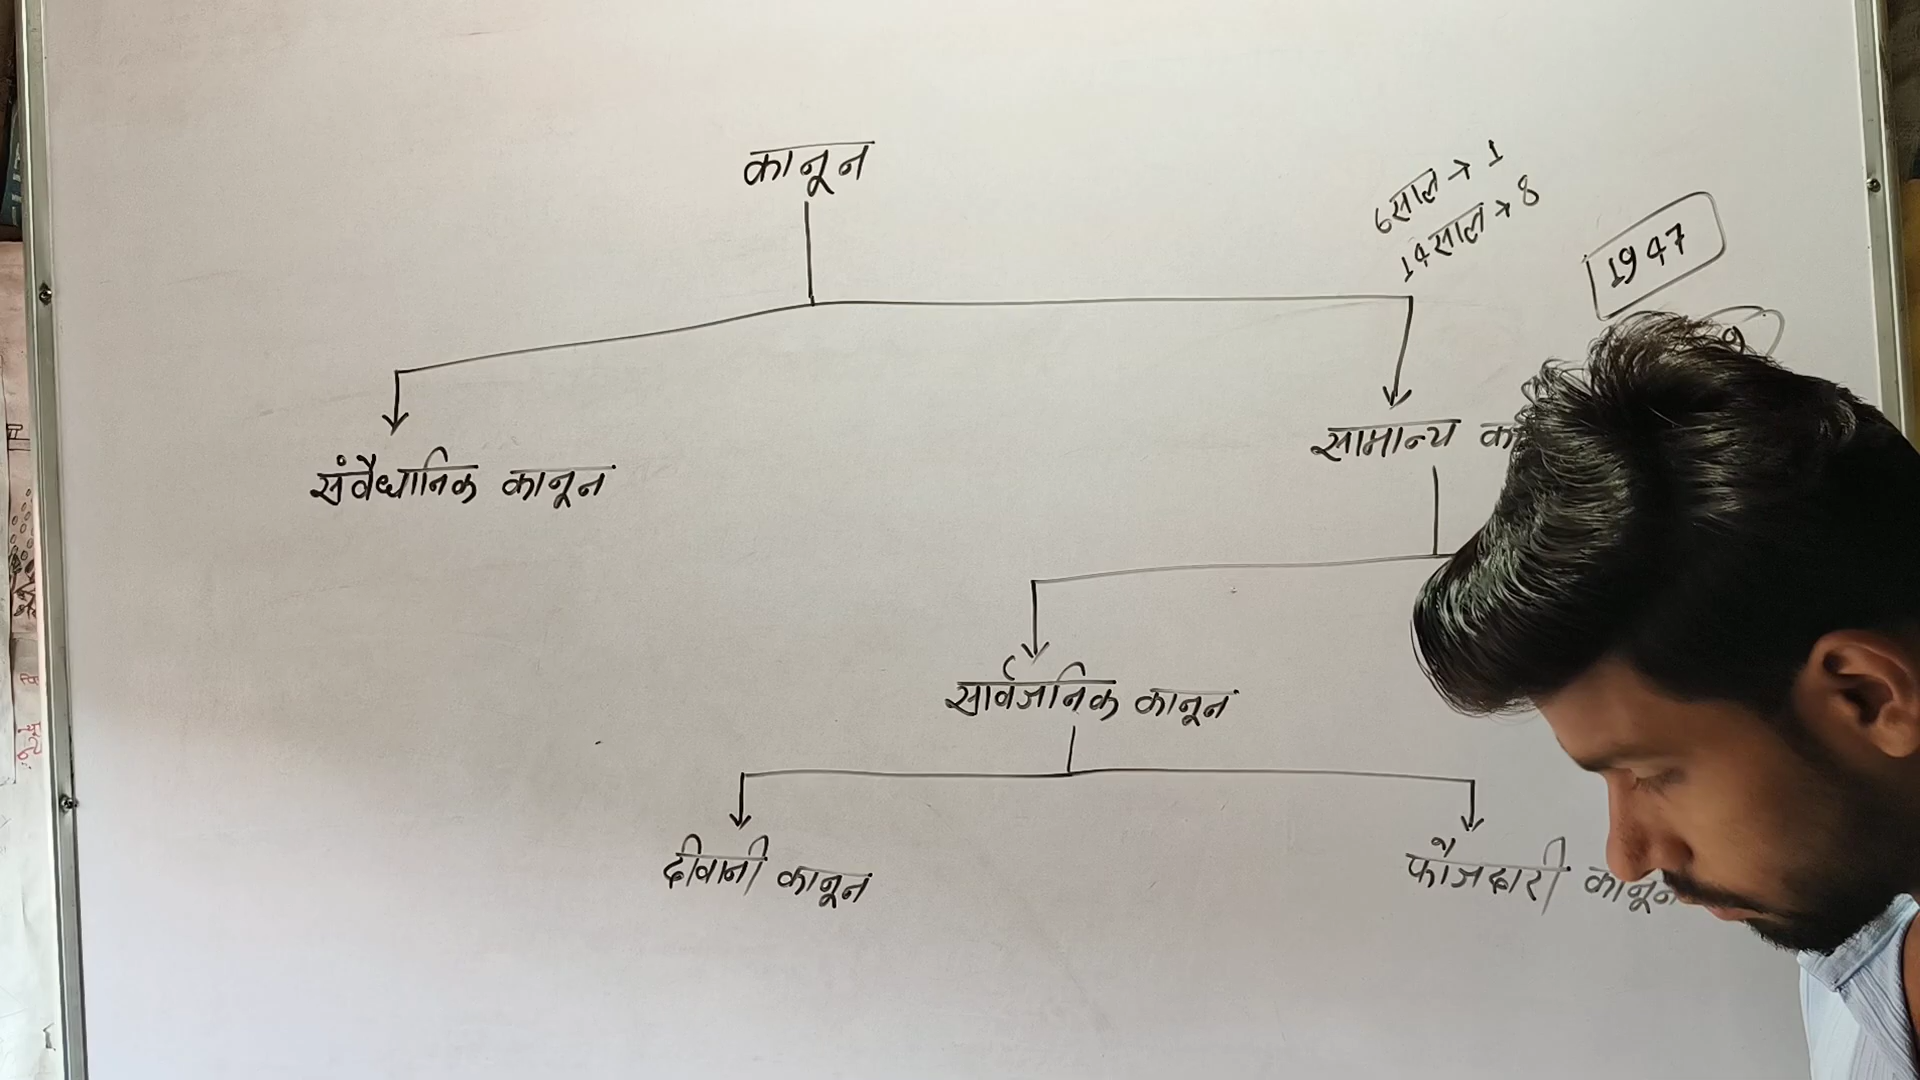 कानून
6साल → 1
14साल → 8
1947
संवैधानिक कानून
सामान्य
सार्वजनिक कानून
दीवानी कानून
फौजदारी कानून